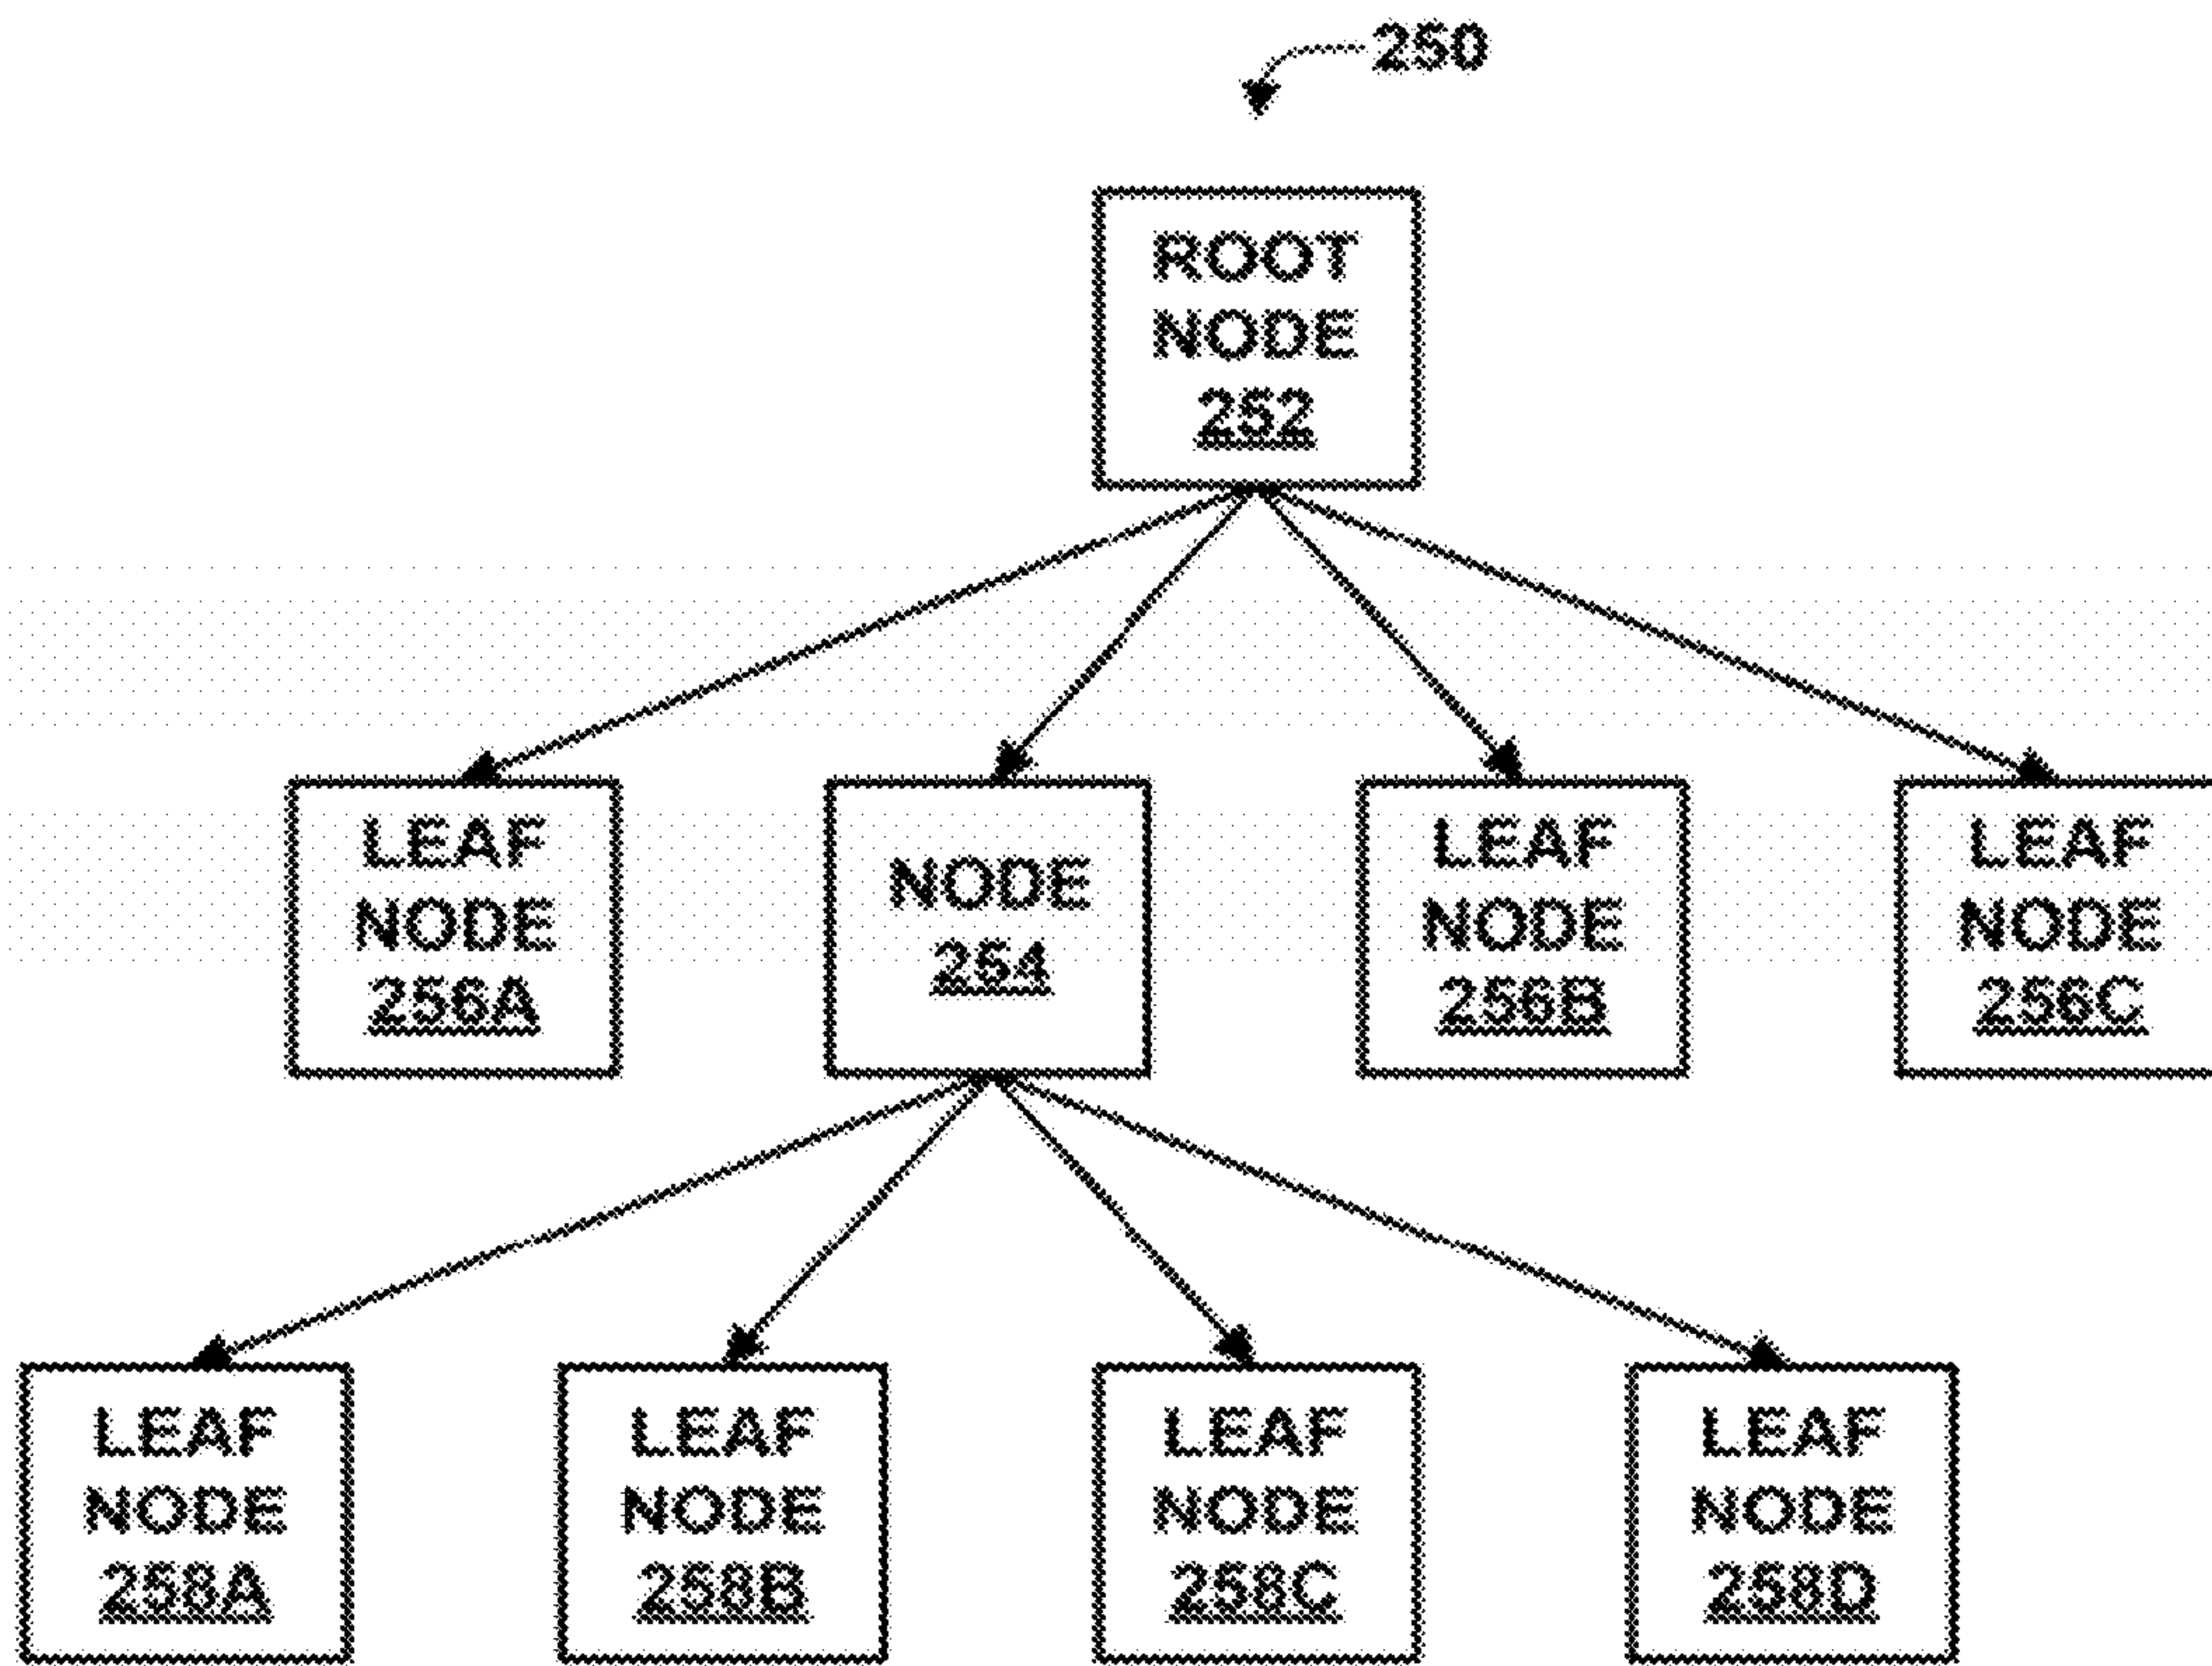 250
ROOT
NODE
252
LEAF
NODE
256A
NODE
254
LEAF
NODE
256B
LEAF
NODE
256C
LEAF
NODE
258A
LEAF
NODE
258B
LEAF
NODE
258C
LEAF
NODE
258D